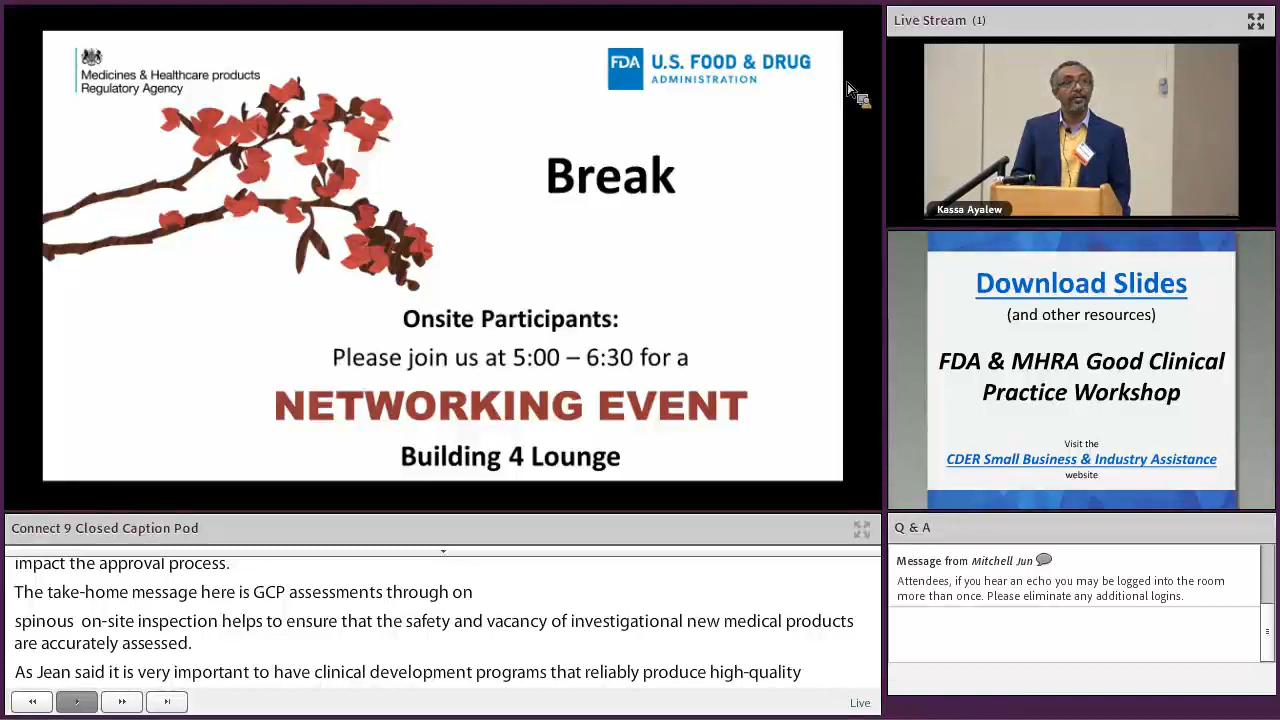 Medicines & Healthcare products
Regulatory Agency
FDA
U.S. FOOD & DRUG
ADMINISTRATION
Break
Onsite Participants:
Please join us at 5:00 – 6:30 for a
NETWORKING EVENT
Building 4 Lounge
Live Stream (1)
Kassa Ayalew
Download Slides
(and other resources)
FDA & MHRA Good Clinical
Practice Workshop
Visit the
CDER Small Business & Industry Assistance
website
Connect 9 Closed Caption Pod
impact the approval process.
The take-home message here is GCP assessments through on
spinous on-site inspection helps to ensure that the safety and vacancy of investigational new medical products
are accurately assessed.
As Jean said it is very important to have clinical development programs that reliably produce high-quality
Live
Q & A
Message from Mitchell Jun
Attendees, if you hear an echo you may be logged into the room
more than once. Please eliminate any additional logins.